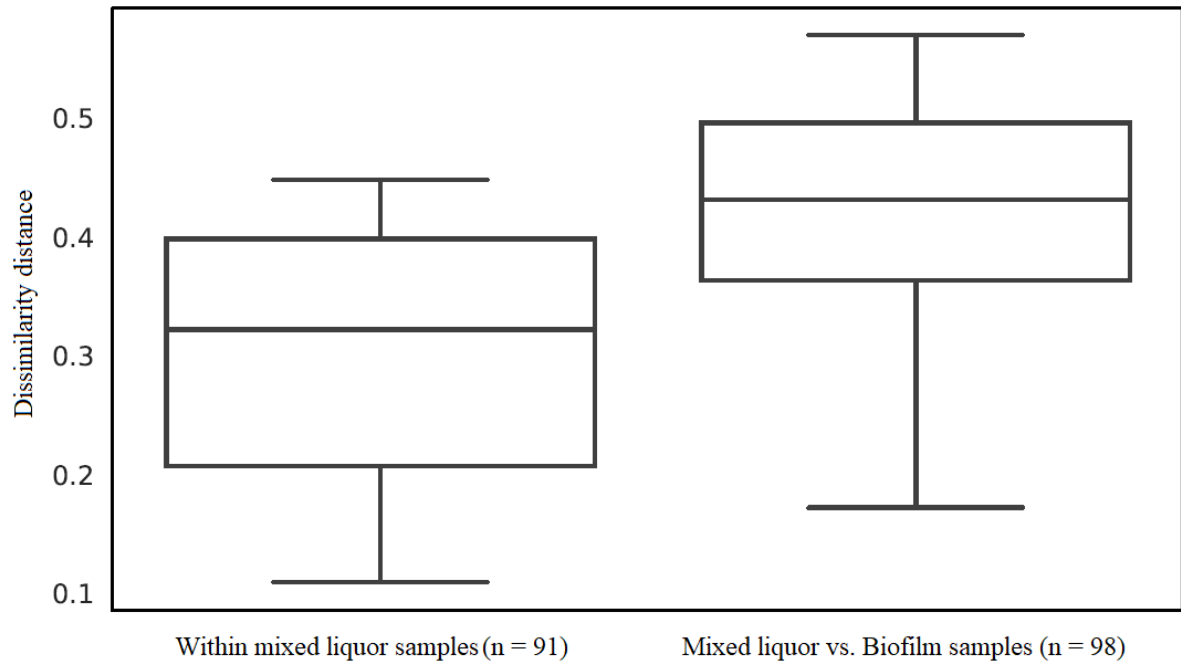 Dissimilarity distance
0.5
0.4
0.3
0.2
0.1
Within mixed liquor samples (n = 91)
Mixed liquor vs. Biofilm samples (n = 98)